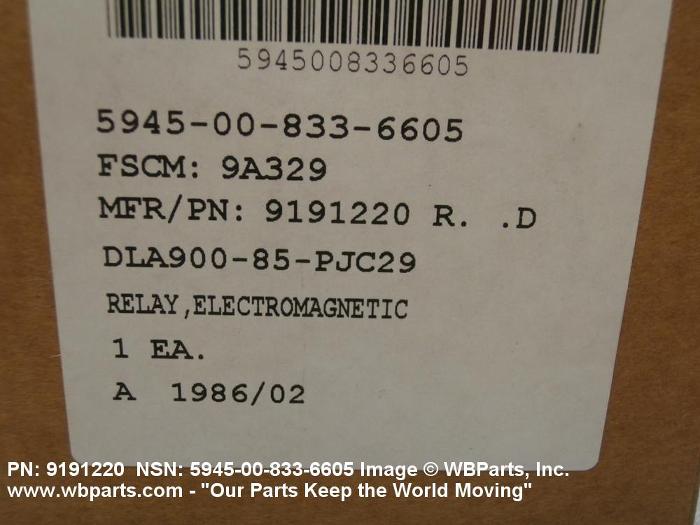 5945008336605
5945-00-833-6605
FSCM: 9A329
MFR/PN: 9191220 R. .D
DLA900-85-PJC29
RELAY,ELECTROMAGNETIC
1 EA.
A 1986/02
PN: 9191220 NSN: 5945-00-833-6605 Image © WBParts, Inc.
www.wbparts.com - "Our Parts Keep the World Moving"